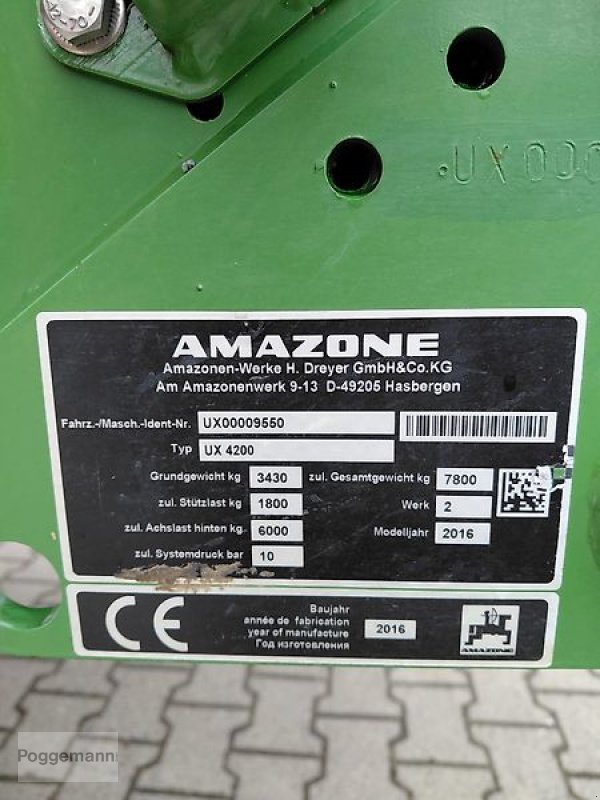 12-70
UX000
AMAZONE
Amazonen-Werke H. Dreyer GmbH&Co.KG
Am Amazonenwerk 9-13 D-49205 Hasbergen
Fahrz.-/Masch.-Ident-Nr. UX00009550
Typ UX 4200
Grundgewicht kg 3430 zul. Gesamtgewicht kg 7800
zul. Stützlast kg 1800 Werk 2
zul. Achslast hinten kg 6000 Modelljahr 2016
zul. Systemdruck bar 10
CE
Baujahr
année de fabrication
year of manufacture
Год изготовления
2016
AMAZONE
Poggemann